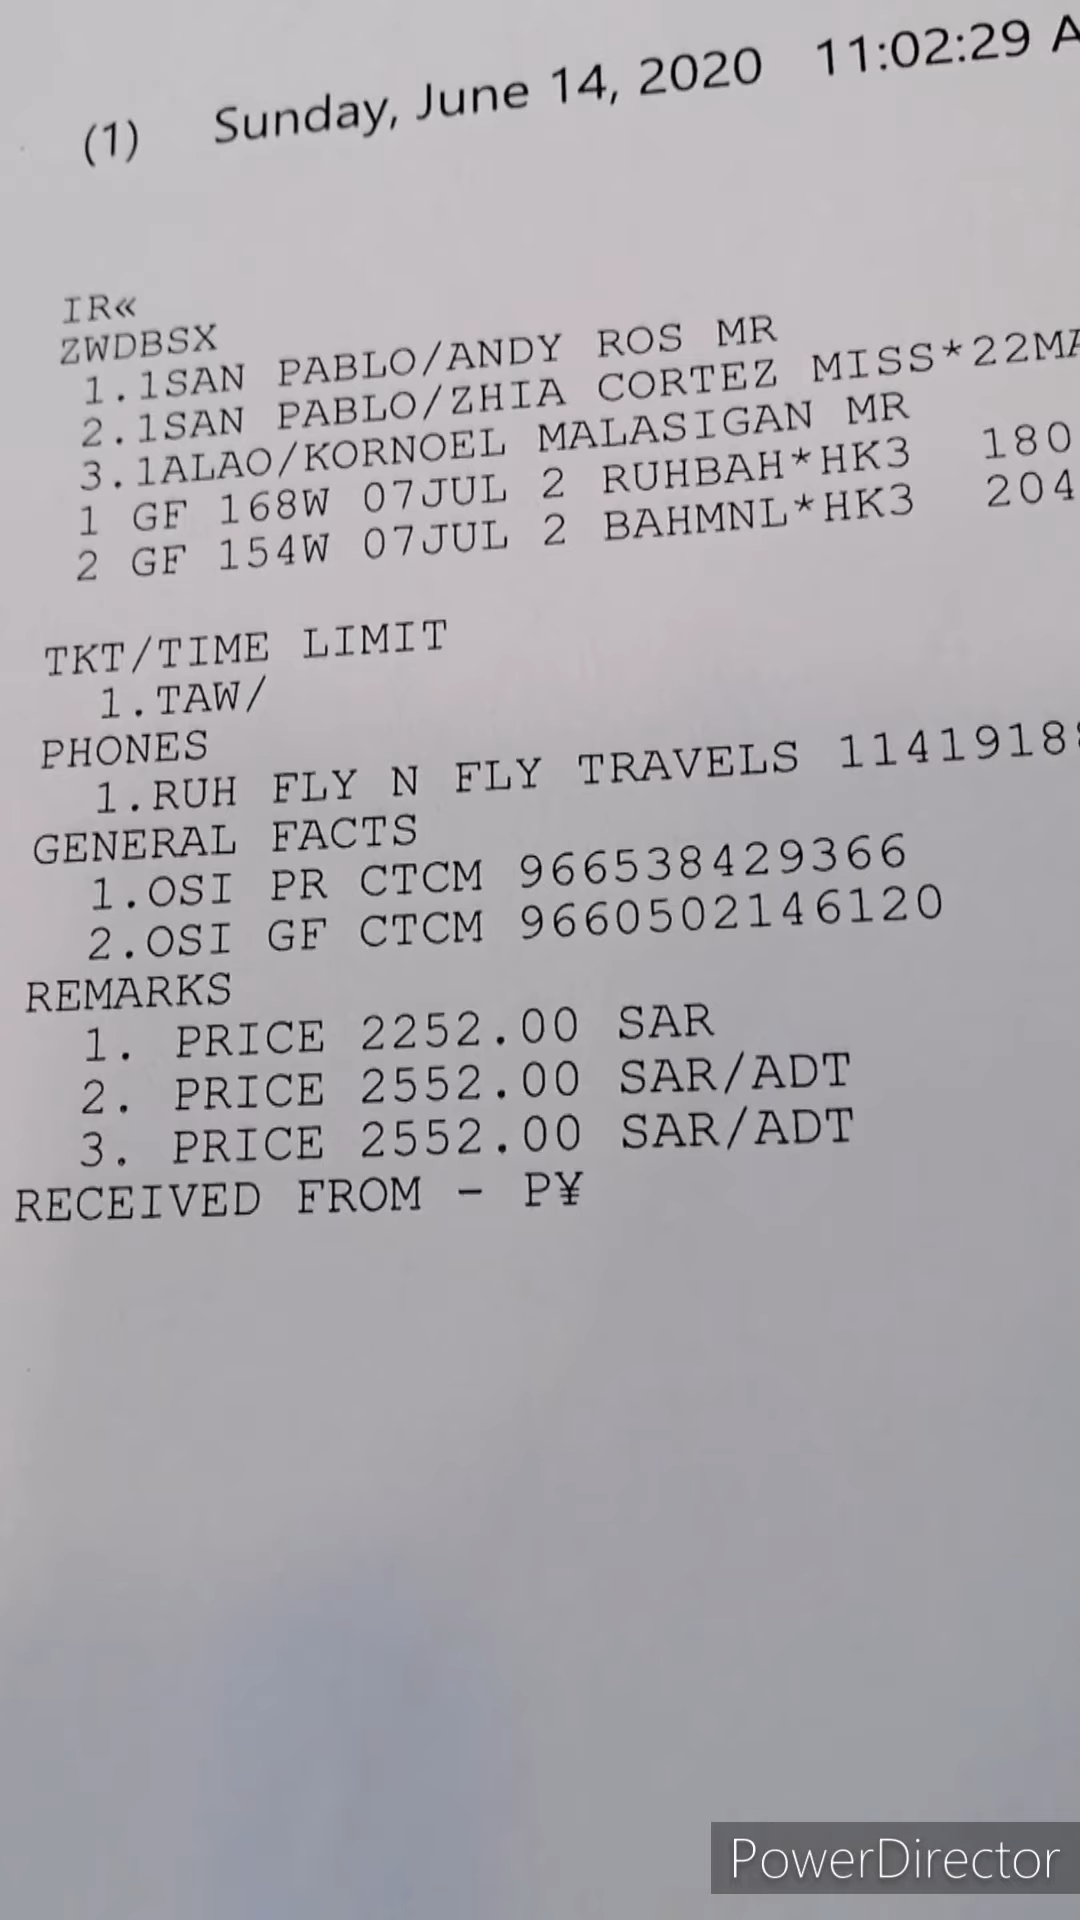 (1) Sunday, June 14, 2020 11:02:29 A
IR«
ZWDBSX
1.1SAN PABLO/ANDY ROS MR
2.1SAN PABLO/ZHIA CORTEZ MISS*22MA
3.1ALAO/KORNOEL MALASIGAN MR
1 GF 168W 07JUL 2 RUHBAH*HK3 180
2 GF 154W 07JUL 2 BAHMNL*HK3 204
TKT/TIME LIMIT
1.TAW/
PHONES
1.RUH FLY N FLY TRAVELS 1141918
GENERAL FACTS
1.OSI PR CTCM 966538429366
2.OSI GF CTCM 9660502146120
REMARKS
1. PRICE 2252.00 SAR
2. PRICE 2552.00 SAR/ADT
3. PRICE 2552.00 SAR/ADT
RECEIVED FROM - P¥
PowerDirector